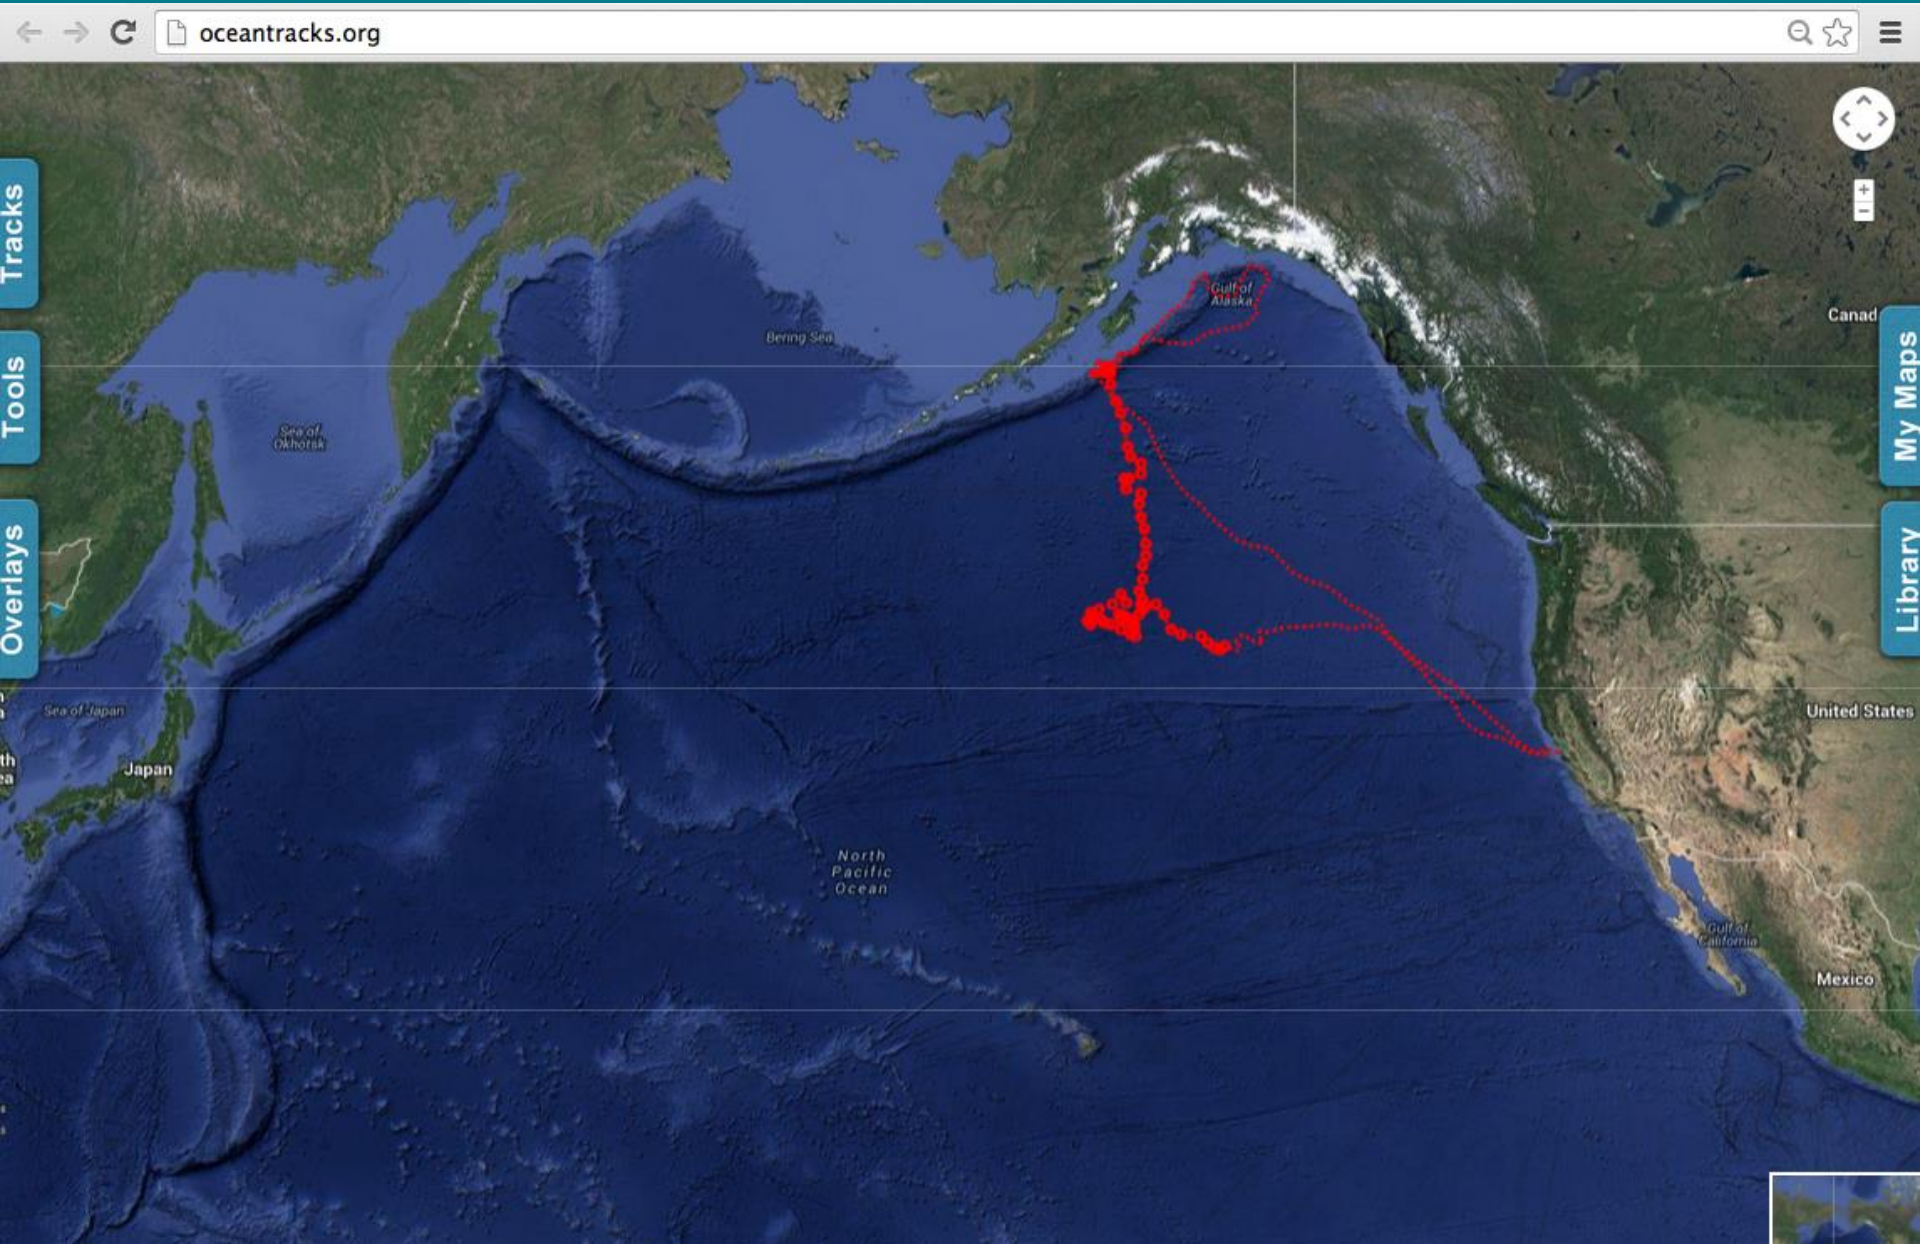 oceantracks.org
Tracks
Tools
Overlays
My Maps
Library
Gulf of
Alaska
Canad
Bering Sea
Sea of
Okhotsk
Sea of Japan
United States
Japan
North
Pacific
Ocean
Gulf of
California
Mexico